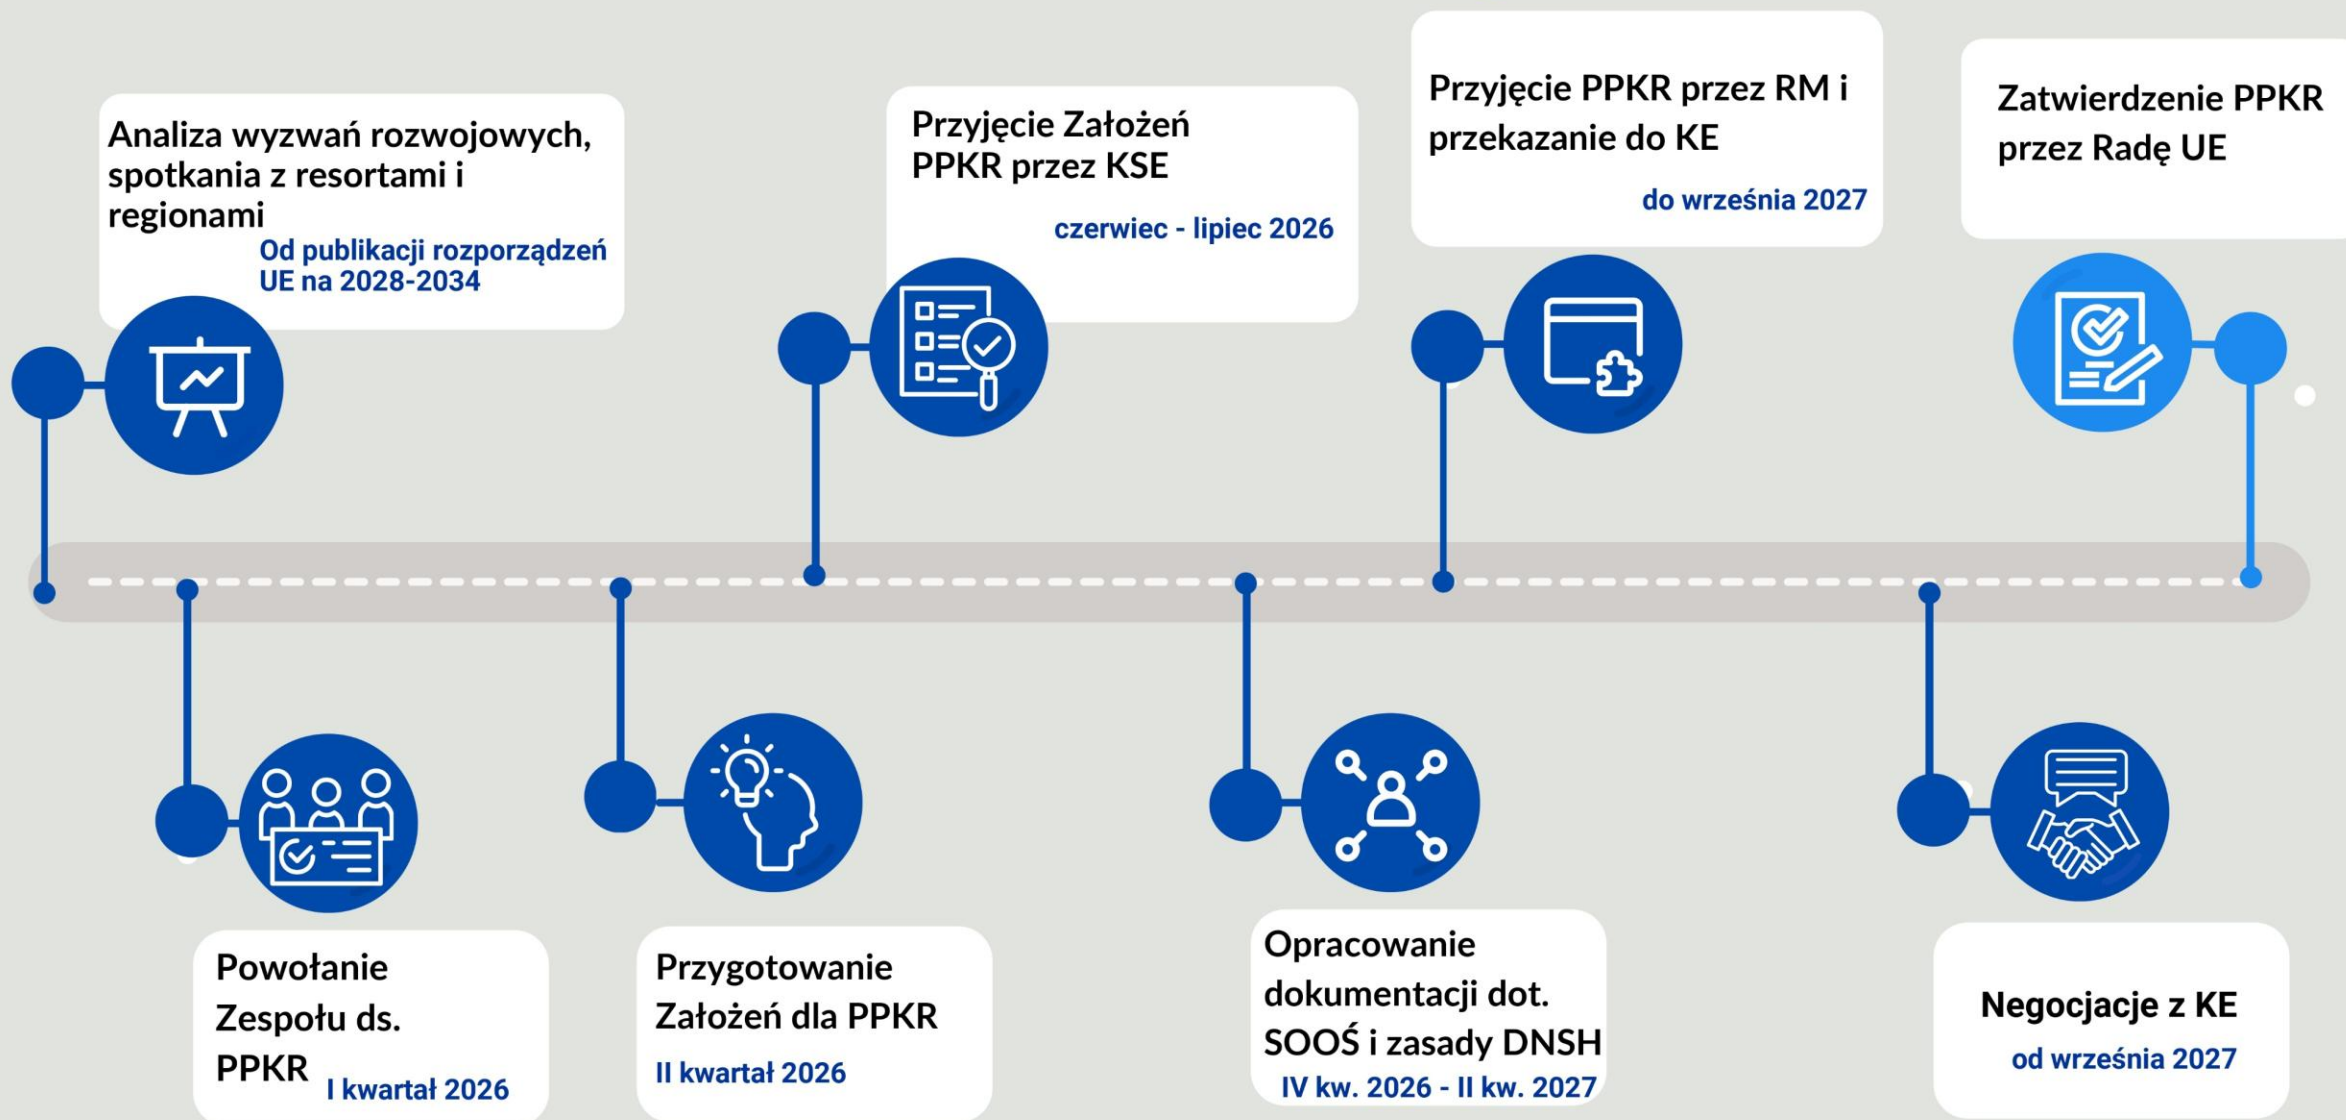 Analiza wyzwań rozwojowych,
spotkania z resortami i
regionami
Od publikacji rozporządzeń
UE na 2028-2034
Przyjęcie Założeń
PPKR przez KSE
czerwiec - lipiec 2026
Przyjęcie PPKR przez RM i
przekazanie do KE
do września 2027
Zatwierdzenie PPKR
przez Radę UE
Powołanie
Zespołu ds.
PPKR
I kwartał 2026
Przygotowanie
Założeń dla PPKR
II kwartał 2026
Opracowanie
dokumentacji dot.
SOOŚ i zasady DNSH
IV kw. 2026 - II kw. 2027
Negocjacje z KE
od września 2027